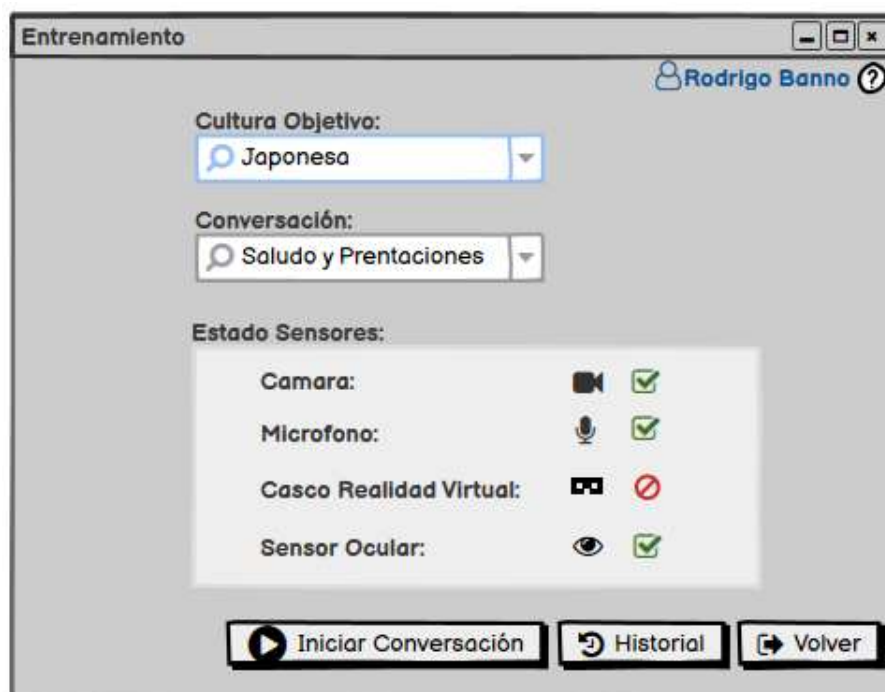 Entrenamiento
Rodrigo Banno
Cultura Objetivo:
Japonesa
Conversación:
Saludo y Prentaciones
Estado Sensores:
Camara:
Microfono:
Casco Realidad Virtual:
Sensor Ocular:
Iniciar Conversación Historial Volver